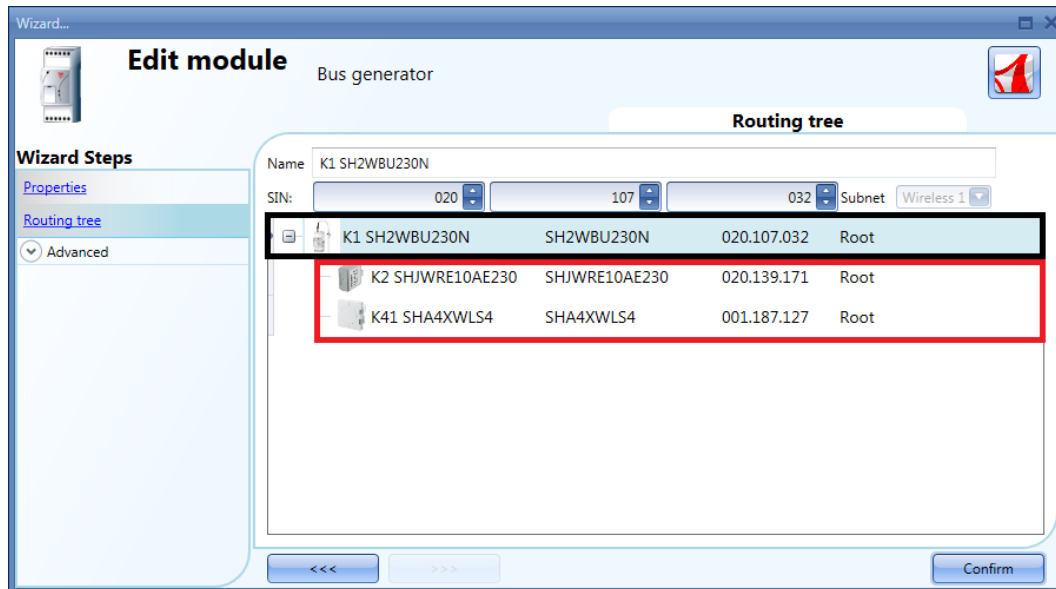 Wizard...
Edit module
Bus generator
Routing tree
Wizard Steps
Properties
Routing tree
Advanced
Name K1 SH2WBU230N
SIN: 020 107 032 Subnet Wireless 1
K1 SH2WBU230N SH2WBU230N 020.107.032 Root
K2 SHJWRE10AE230 SHJWRE10AE230 020.139.171 Root
K41 SHA4XWLS4 SHA4XWLS4 001.187.127 Root
<<< >>> Confirm